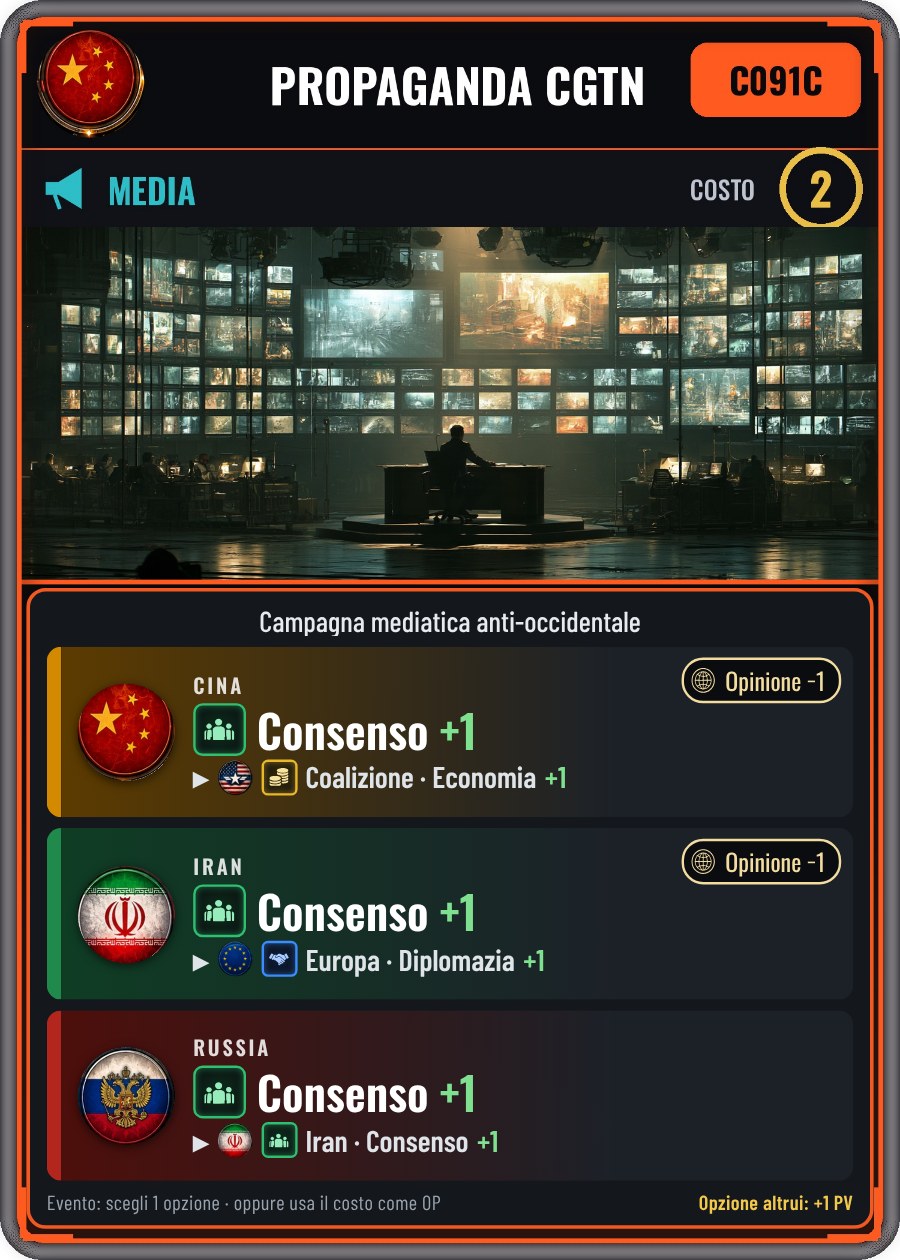 PROPAGANDA CGTN
C091C
MEDIA
COSTO
2
Campagna mediatica anti-occidentale
CINA
Opinione -1
Consenso +1
▶ Coalizione · Economia +1
IRAN
Opinione -1
Consenso +1
▶ Europa · Diplomazia +1
RUSSIA
Consenso +1
▶ Iran · Consenso +1
Evento: scegli 1 opzione · oppure usa il costo come OP
Opzione altrui: +1 PV